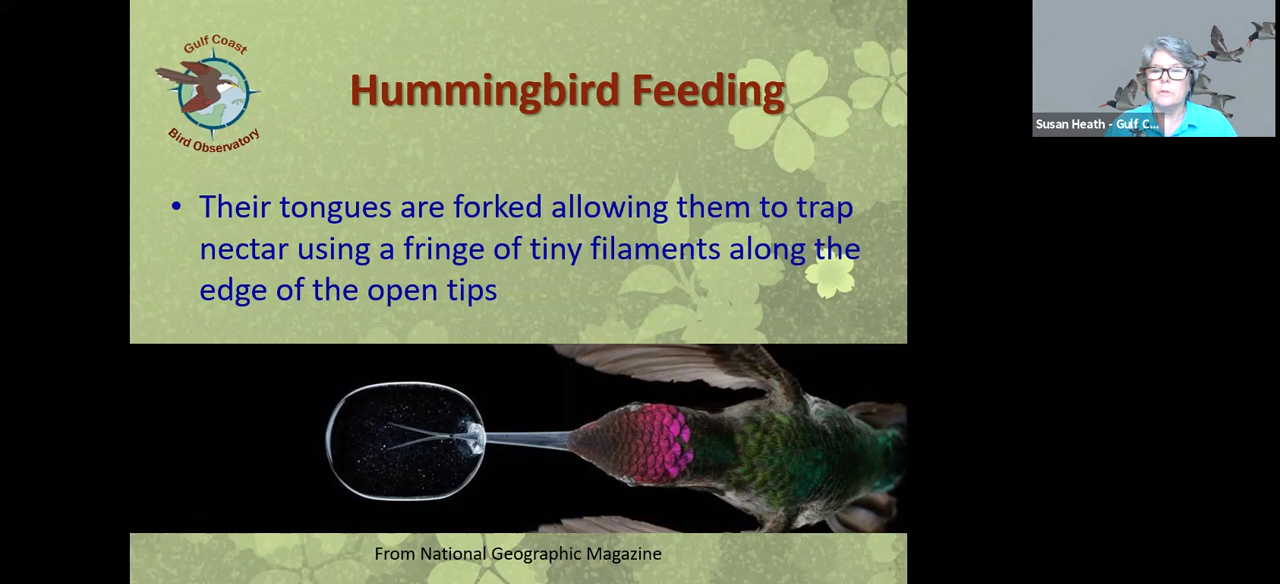 Gulf Coast
Bird Observatory
Hummingbird Feeding
• Their tongues are forked allowing them to trap
nectar using a fringe of tiny filaments along the
edge of the open tips
From National Geographic Magazine
Susan Heath - Gulf C...